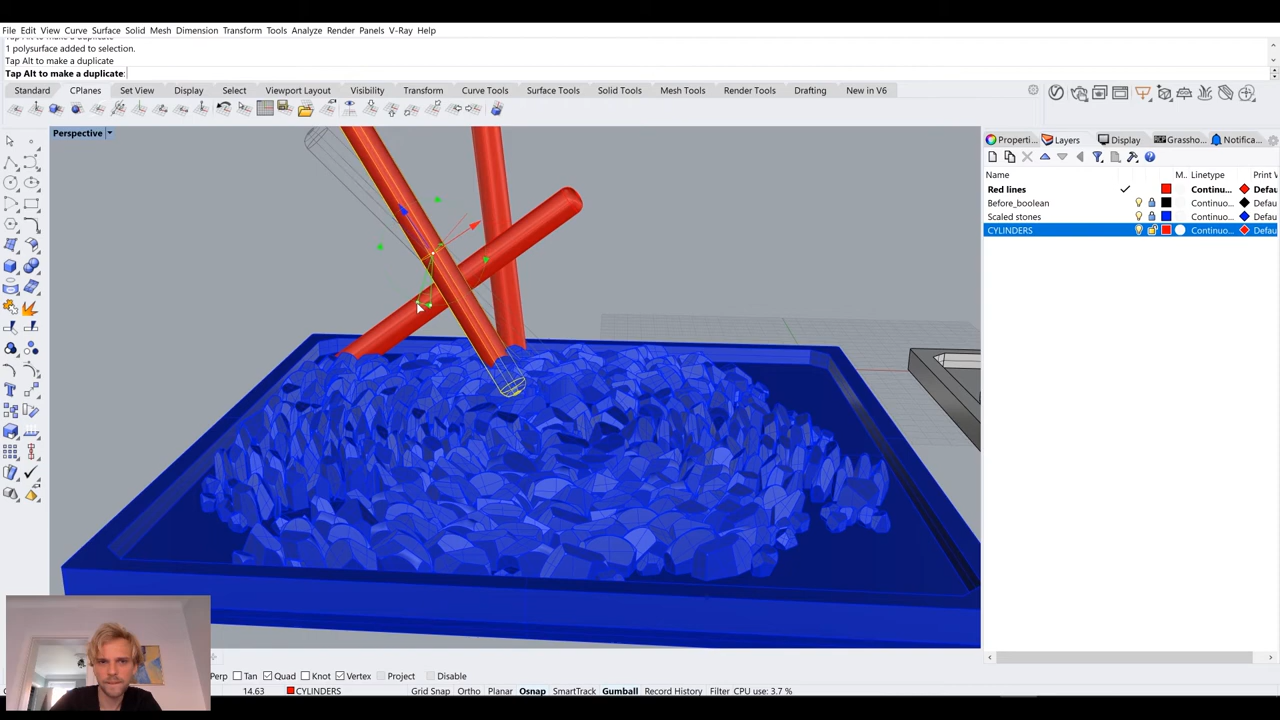 File Edit View Curve Surface Solid Mesh Dimension Transform Tools Analyze Render Panels V-Ray Help
1 polysurface added to selection.
Tap Alt to make a duplicate
Tap Alt to make a duplicate:
Standard CPlanes Set View Display Select Viewport Layout Visibility Transform Curve Tools Surface Tools Solid Tools Mesh Tools Render Tools Drafting New in V6
Perspective
Properti... Layers Display Grassho... Notifica...
Name M.. Linetype Print V
Red lines Continu... Defau
Before_boolean Continuo... Defau
Scaled stones Continuo... Defau
CYLINDERS Continuo... Defau
Perp Tan Quad Knot Vertex Project Disable
14.63 CYLINDERS Grid Snap Ortho Planar Osnap SmartTrack Gumball Record History Filter CPU use: 3.7 %